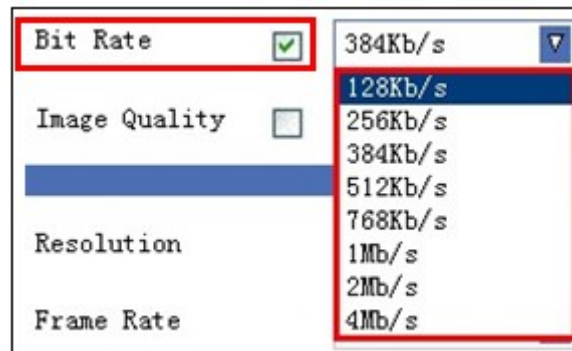 Bit Rate
384Kb/s
128Kb/s
Image Quality
256Kb/s
384Kb/s
512Kb/s
768Kb/s
Resolution
1Mb/s
2Mb/s
Frame Rate
4Mb/s